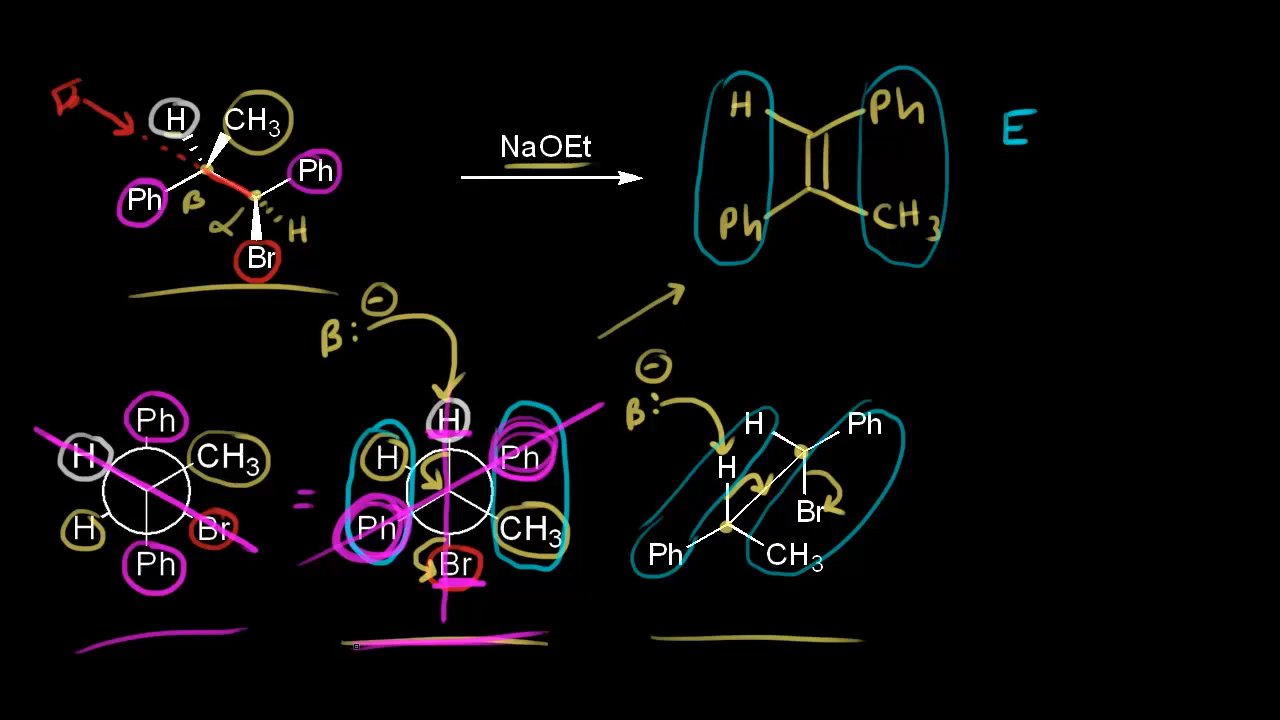 H CH₃
Ph Ph
β
α H
Br
NaOEt
H Ph
Ph CH₃
E
B: ⊖
Ph
H CH₃
H Br
Ph
=
H
H Ph
Ph CH₃
Br
B: ⊖
H Ph
H
Br
Ph CH₃